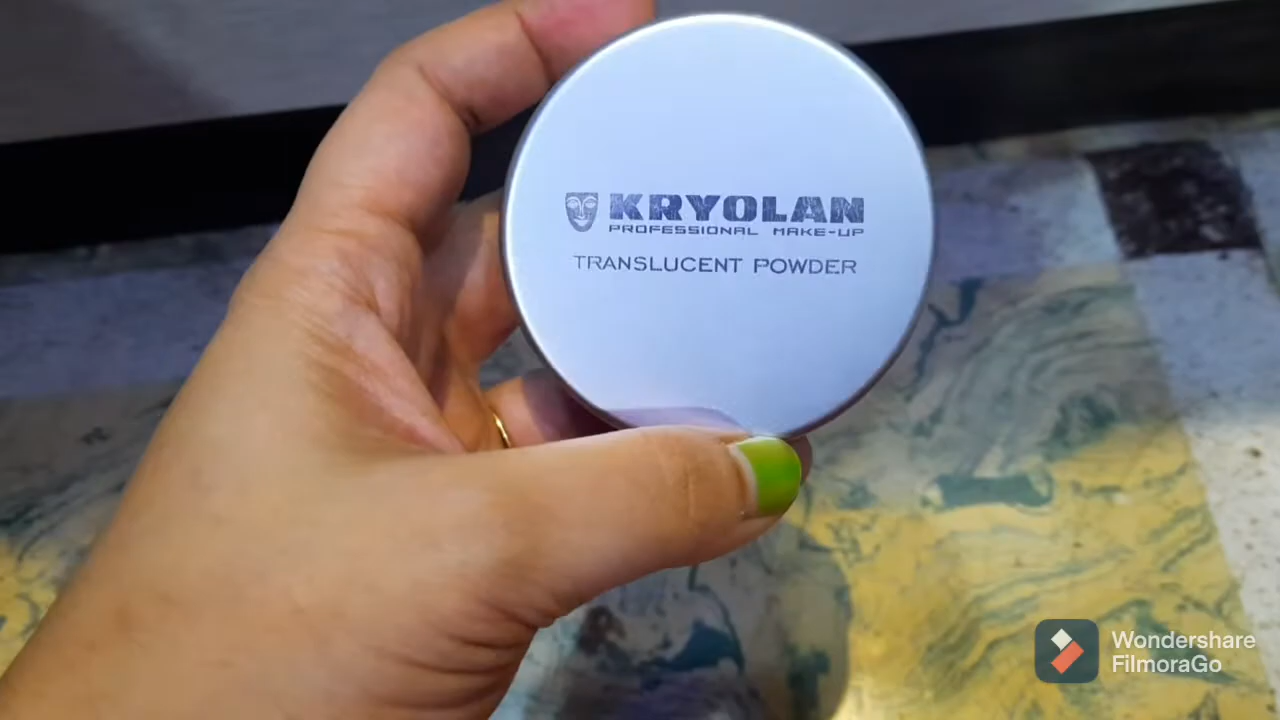 KRYOLAN
PROFESSIONAL MAKE-UP
TRANSLUCENT POWDER
Wondershare
FilmoraGo